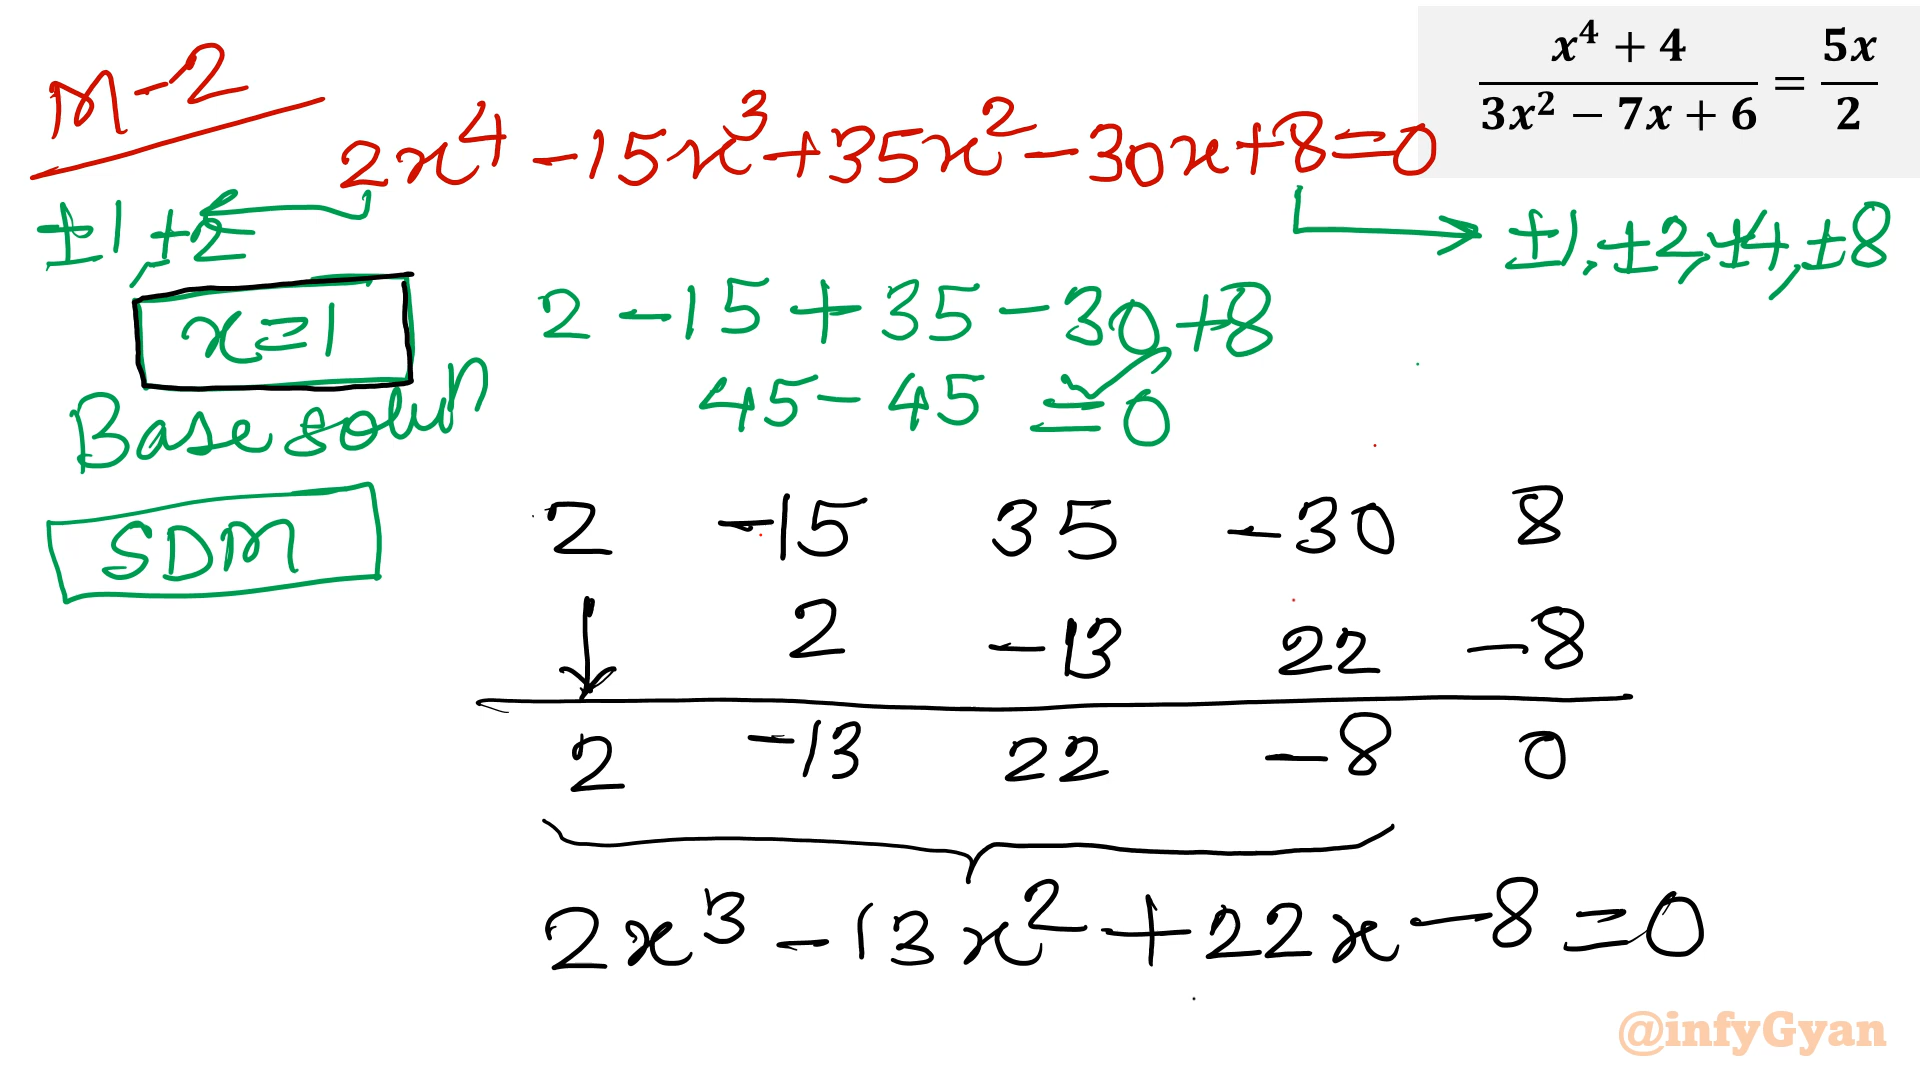 M-2
x⁴ + 4 / 3x² − 7x + 6 = 5x / 2
2x⁴ -15x³+35x²-30x+8=0
±1,±2
±1,±2,±4,±8
x=1
2-15+35-30+8
45-45 =0
Base solun
SDM
2 -15 35 -30 8
2 -13 22 -8
2 -13 22 -8 0
2x³-13x²+22x-8=0
@infyGyan